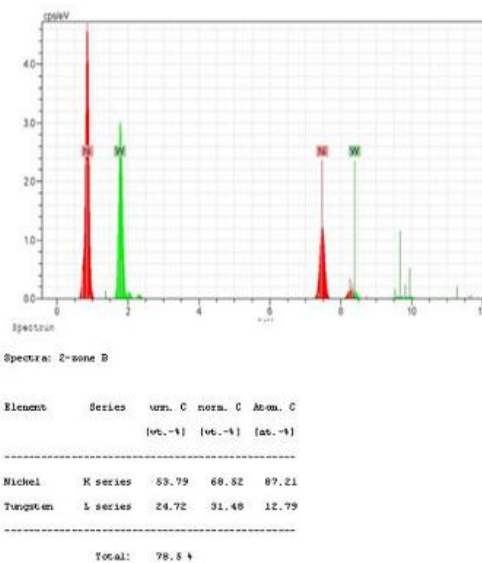 cps/eV
4.0
3.0
Ni W Ni W
2.0
1.0
0.0
0 2 4 6 8 10 12
Spectrum
Spectra: 2-zone B
Element Series unn. C norm. C Atom. C
[wt.-%] [wt.-%] [at.-%]
Nickel K series 53.79 68.52 87.21
Tungsten L series 24.72 31.48 12.79
Total: 78.5 %